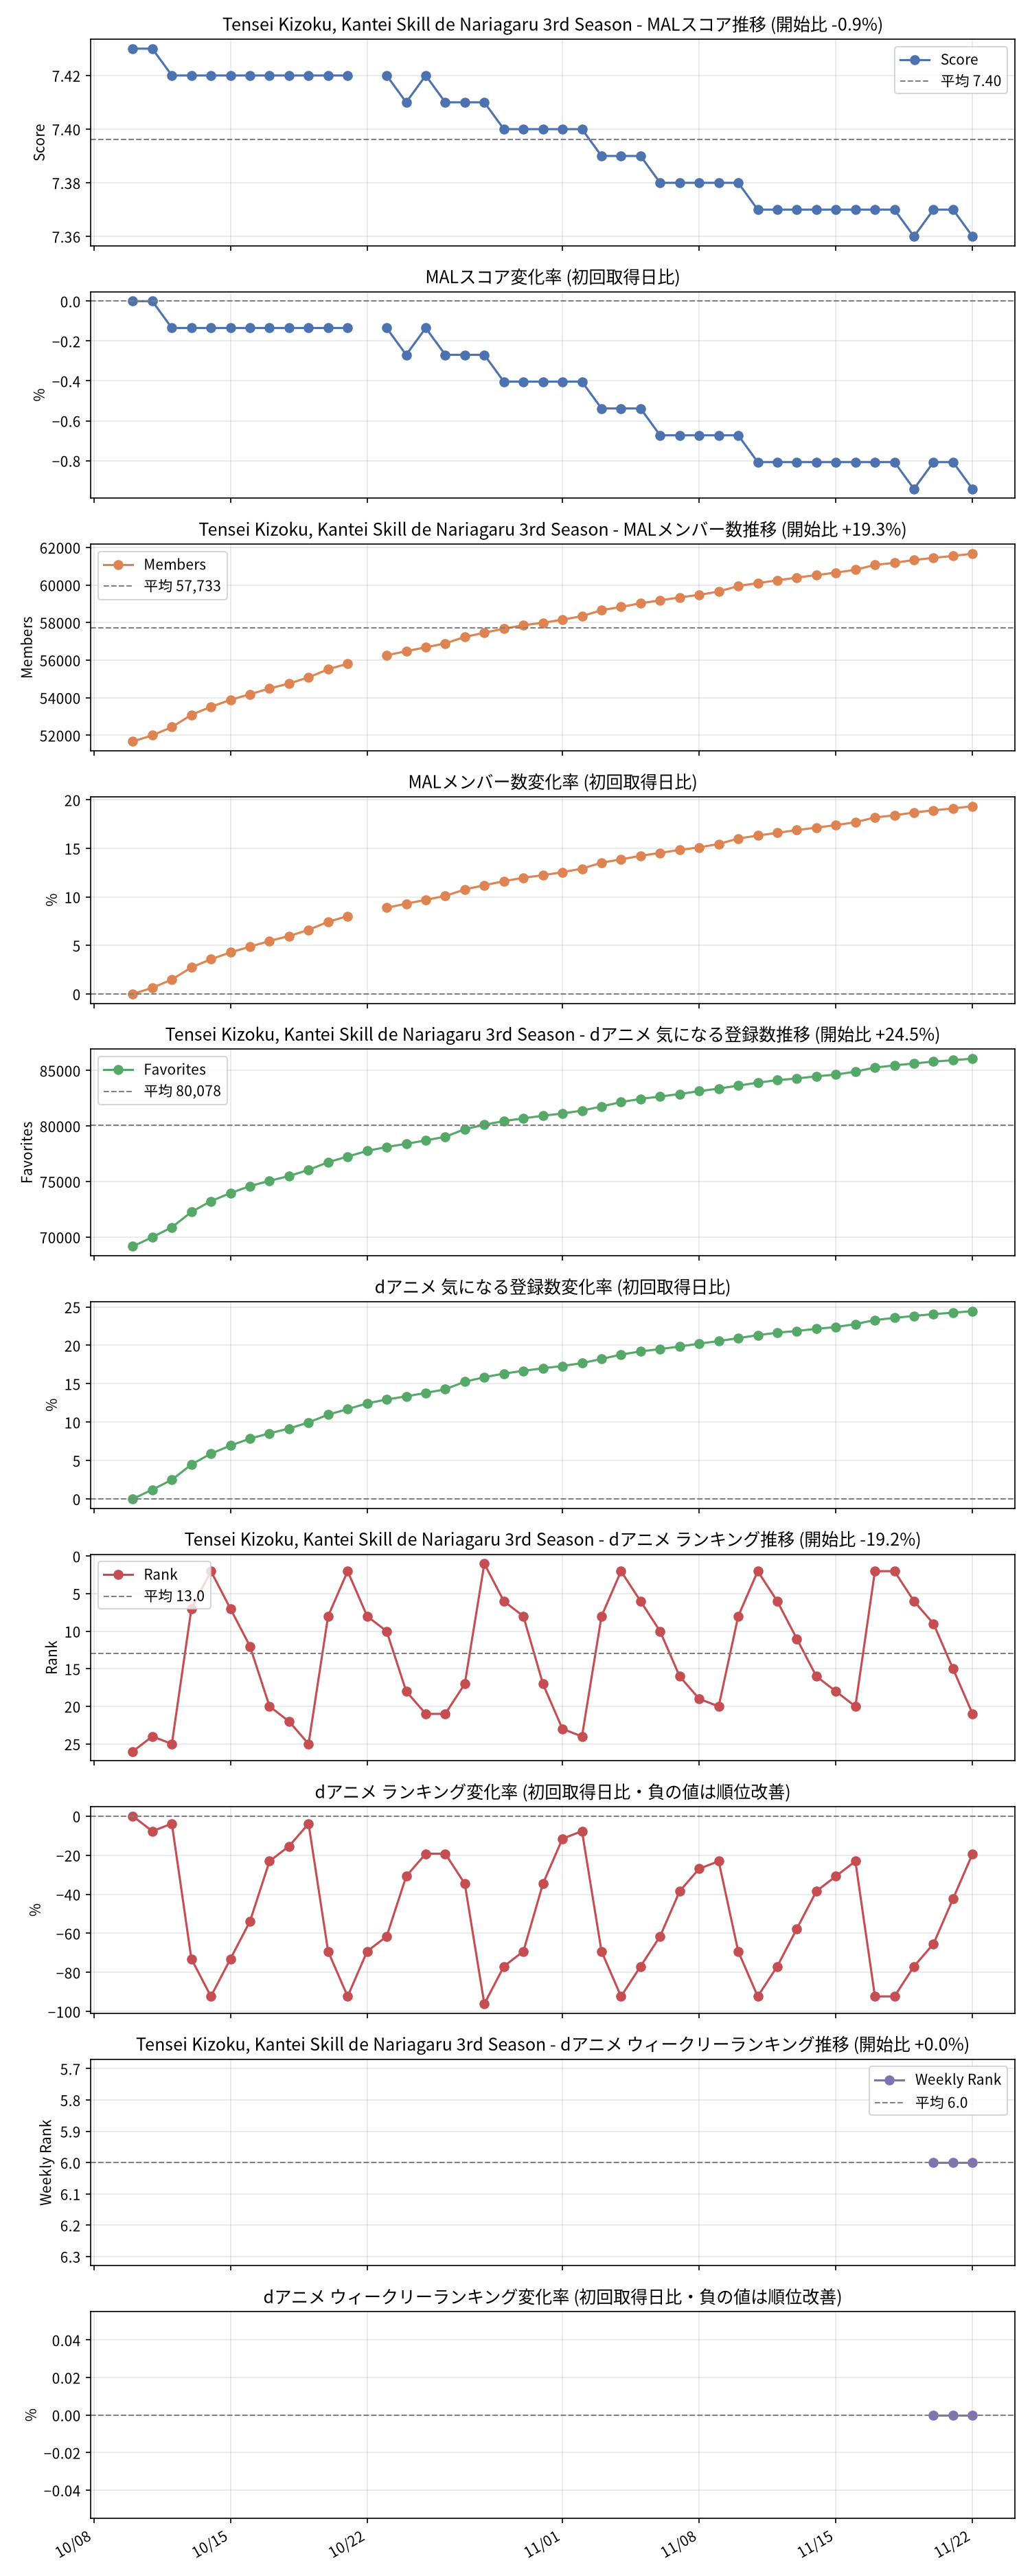 Tensei Kizoku, Kantei Skill de Nariagaru 3rd Season - MALスコア推移 (開始比 -0.9%)
Score
平均 7.40
7.42
7.40
7.38
7.36
Score
MALスコア変化率 (初回取得日比)
0.0
−0.2
−0.4
−0.6
−0.8
%
Tensei Kizoku, Kantei Skill de Nariagaru 3rd Season - MALメンバー数推移 (開始比 +19.3%)
Members
平均 57,733
62000
60000
58000
56000
54000
52000
Members
MALメンバー数変化率 (初回取得日比)
20
15
10
5
0
%
Tensei Kizoku, Kantei Skill de Nariagaru 3rd Season - dアニメ 気になる登録数推移 (開始比 +24.5%)
Favorites
平均 80,078
85000
80000
75000
70000
Favorites
dアニメ 気になる登録数変化率 (初回取得日比)
25
20
15
10
5
0
%
Tensei Kizoku, Kantei Skill de Nariagaru 3rd Season - dアニメ ランキング推移 (開始比 -19.2%)
Rank
平均 13.0
0
5
10
15
20
25
Rank
dアニメ ランキング変化率 (初回取得日比・負の値は順位改善)
0
−20
−40
−60
−80
−100
%
Tensei Kizoku, Kantei Skill de Nariagaru 3rd Season - dアニメ ウィークリーランキング推移 (開始比 +0.0%)
Weekly Rank
平均 6.0
5.7
5.8
5.9
6.0
6.1
6.2
6.3
Weekly Rank
dアニメ ウィークリーランキング変化率 (初回取得日比・負の値は順位改善)
0.04
0.02
0.00
−0.02
−0.04
%
10/08
10/15
10/22
11/01
11/08
11/15
11/22